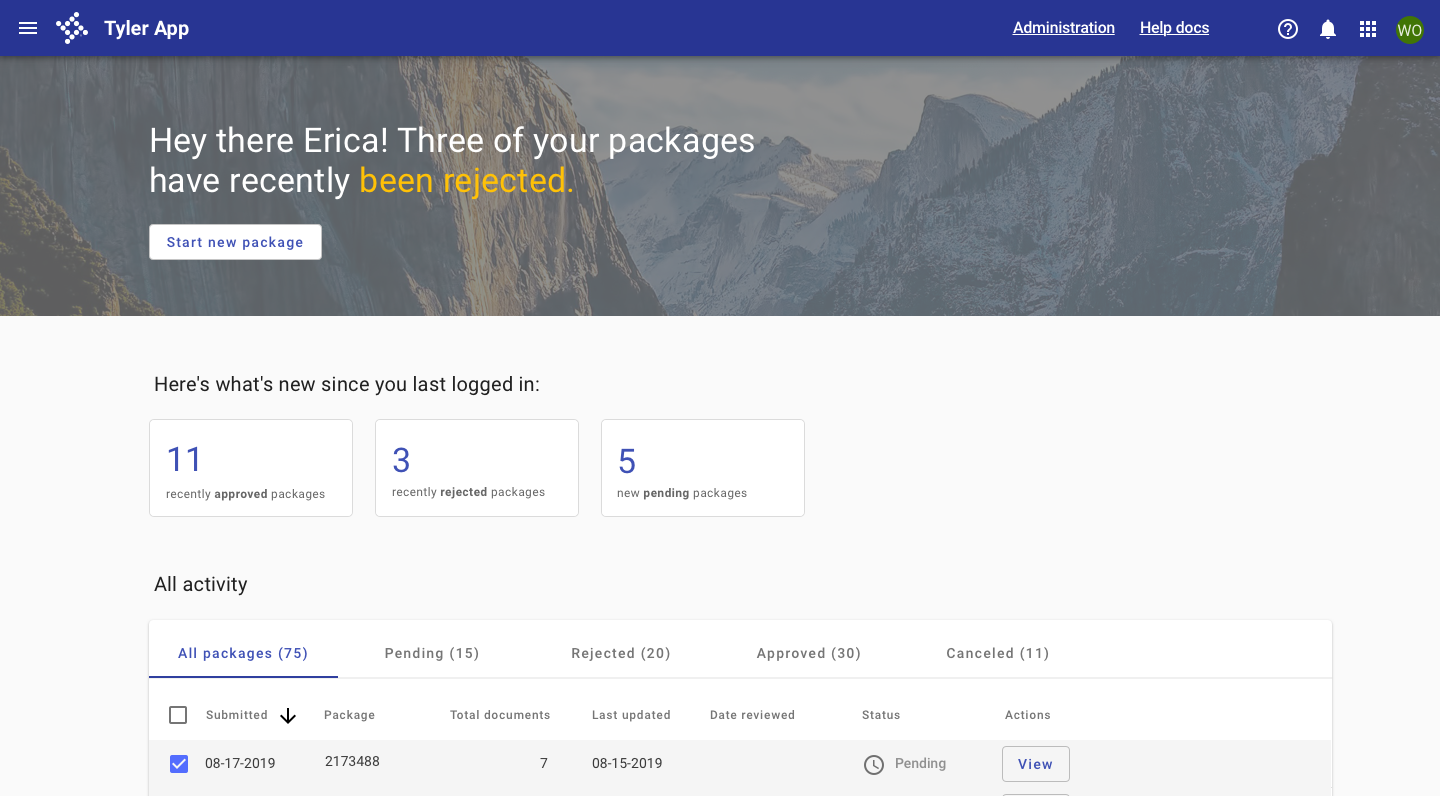 Tyler App
Administration
Help docs
WO
Hey there Erica! Three of your packages
have recently been rejected.
Start new package
Here's what's new since you last logged in:
11
recently approved packages
3
recently rejected packages
5
new pending packages
All activity
All packages (75)
Pending (15)
Rejected (20)
Approved (30)
Canceled (11)
Submitted
Package
Total documents
Last updated
Date reviewed
Status
Actions
08-17-2019
2173488
7
08-15-2019
Pending
View